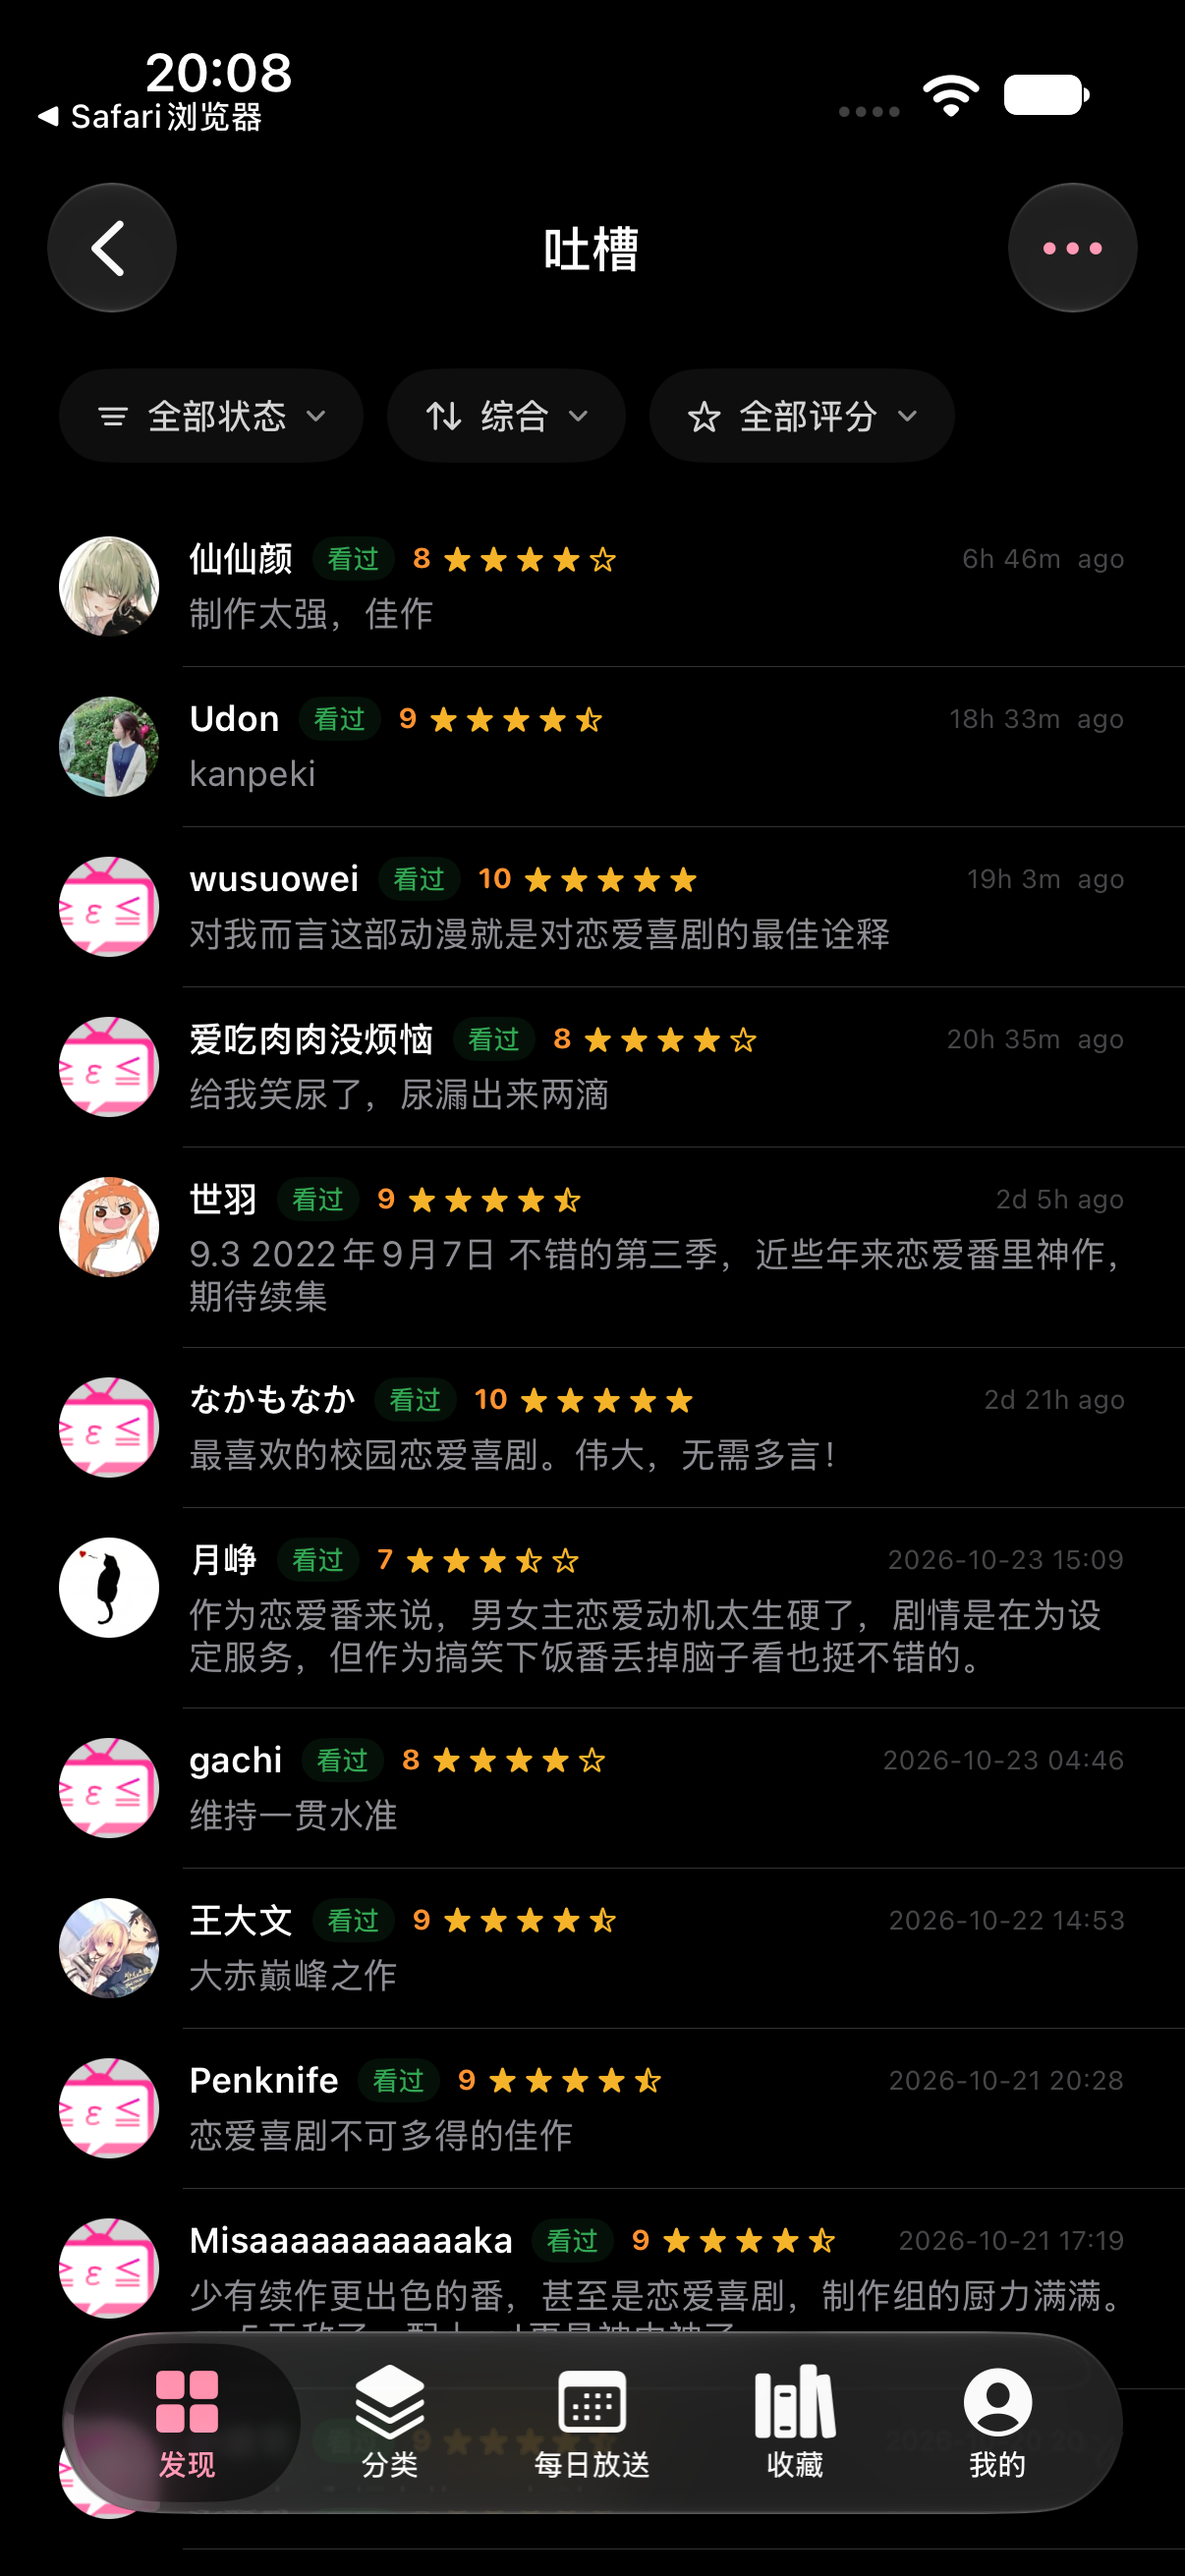 20:08
Safari浏览器
吐槽
全部状态 综合 全部评分
仙仙颜 看过 8 6h 46m ago
制作太强，佳作
Udon 看过 9 18h 33m ago
kanpeki
wusuowei 看过 10 19h 3m ago
对我而言这部动漫就是对恋爱喜剧的最佳诠释
爱吃肉肉没烦恼 看过 8 20h 35m ago
给我笑尿了，尿漏出来两滴
世羽 看过 9 2d 5h ago
9.3 2022年9月7日 不错的第三季，近些年来恋爱番里神作，
期待续集
なかもなか 看过 10 2d 21h ago
最喜欢的校园恋爱喜剧。伟大，无需多言！
月峥 看过 7 2026-10-23 15:09
作为恋爱番来说，男女主恋爱动机太生硬了，剧情是在为设
定服务，但作为搞笑下饭番丢掉脑子看也挺不错的。
gachi 看过 8 2026-10-23 04:46
维持一贯水准
王大文 看过 9 2026-10-22 14:53
大赤巅峰之作
Penknife 看过 9 2026-10-21 20:28
恋爱喜剧不可多得的佳作
Misaaaaaaaaaaaaka 看过 9 2026-10-21 17:19
少有续作更出色的番，甚至是恋爱喜剧，制作组的厨力满满。
发现 分类 每日放送 收藏 我的